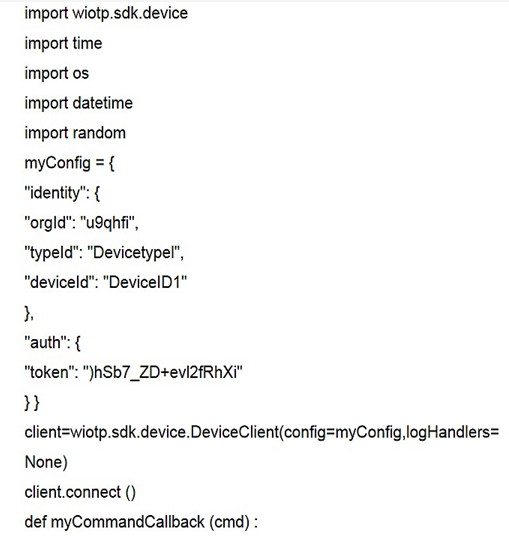 import wiotp.sdk.device
import time
import os
import datetime
import random
myConfig = {
"identity": {
"orgId": "u9qhfi",
"typeId": "Devicetypel",
"deviceId": "DeviceID1"
},
"auth": {
"token": ")hSb7_ZD+evl2fRhXi"
} }
client=wiotp.sdk.device.DeviceClient(config=myConfig,logHandlers=
None)
client.connect ()
def myCommandCallback (cmd) :